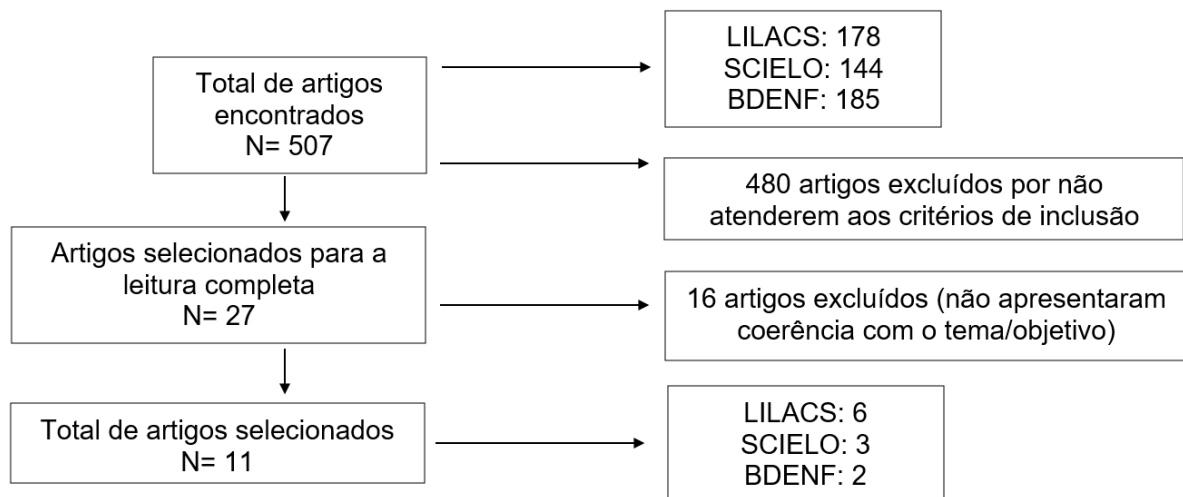 Total de artigos
encontrados
N= 507
LILACS: 178
SCIELO: 144
BDENF: 185
480 artigos excluídos por não
atenderem aos critérios de inclusão
Artigos selecionados para a
leitura completa
N= 27
16 artigos excluídos (não apresentaram
coerência com o tema/objetivo)
Total de artigos selecionados
N= 11
LILACS: 6
SCIELO: 3
BDENF: 2